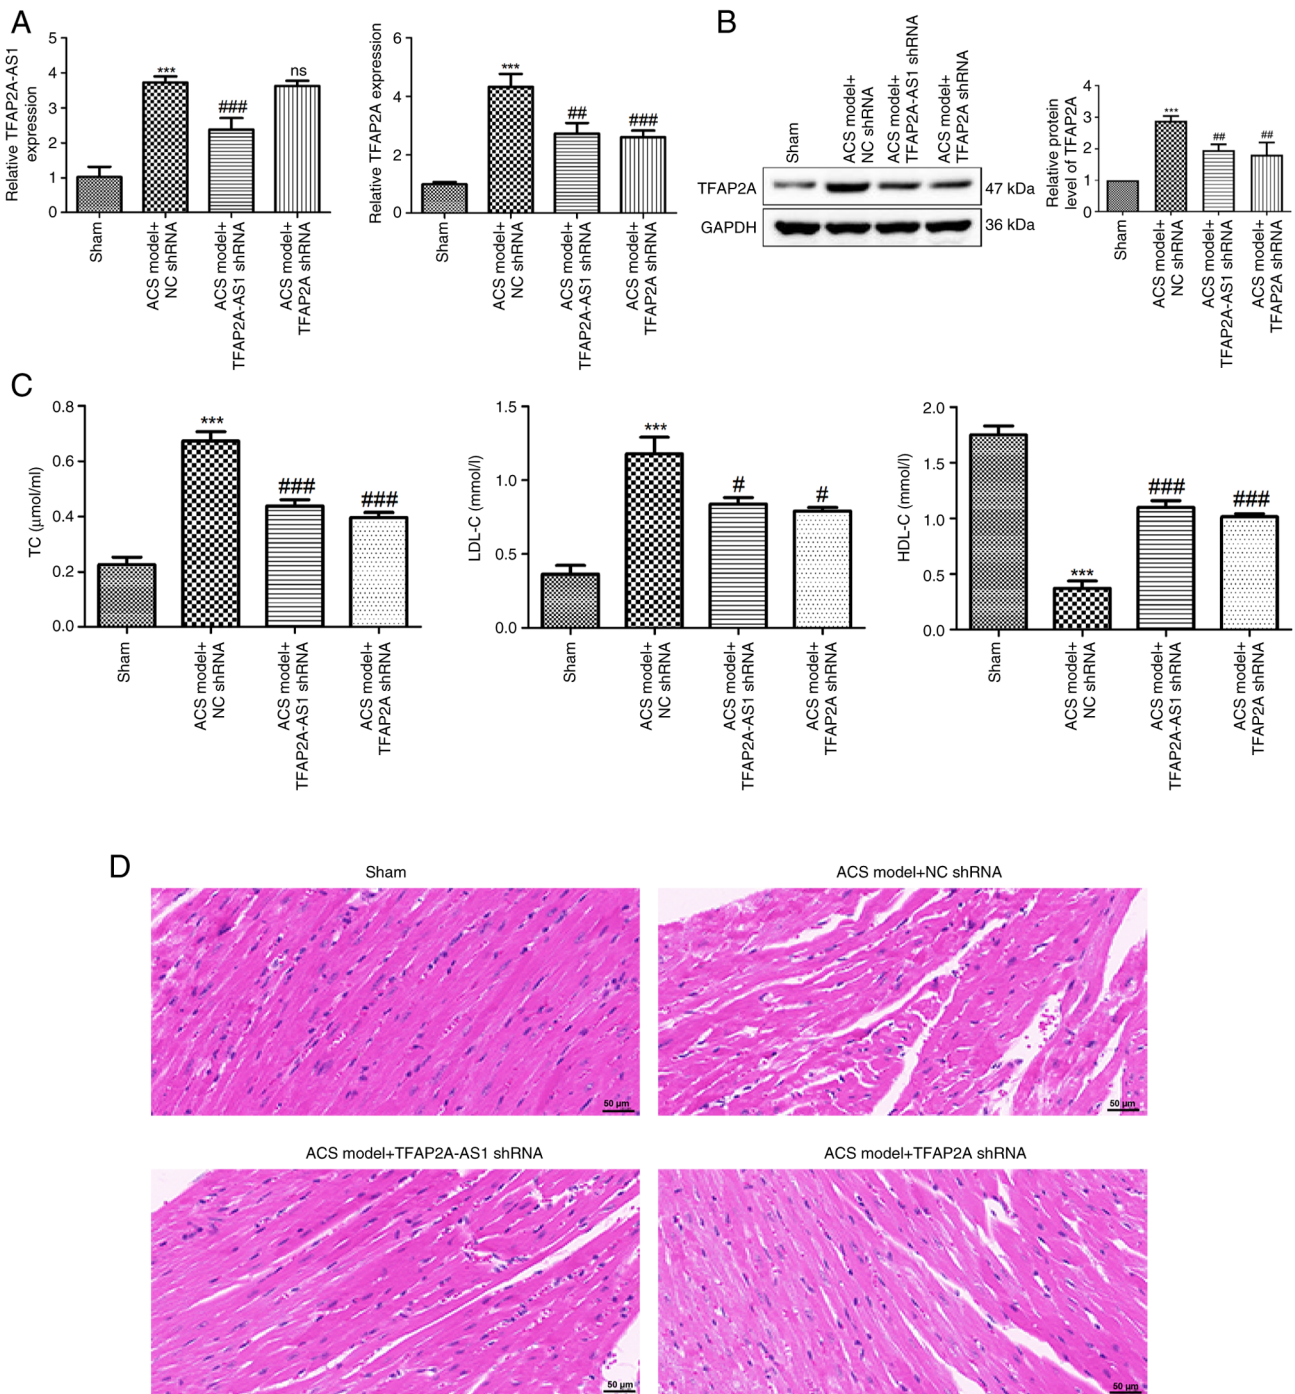 A
Relative TFAP2A-AS1
expression
5
4
3
2
1
0
***
###
ns
Sham
ACS model+
NC shRNA
ACS model+
TFAP2A-AS1 shRNA
ACS model+
TFAP2A shRNA
Relative TFAP2A expression
6
4
2
0
***
##
###
Sham
ACS model+
NC shRNA
ACS model+
TFAP2A-AS1 shRNA
ACS model+
TFAP2A shRNA
B
Sham
ACS model+
NC shRNA
ACS model+
TFAP2A-AS1 shRNA
ACS model+
TFAP2A shRNA
TFAP2A
47 kDa
GAPDH
36 kDa
Relative protein
level of TFAP2A
4
3
2
1
0
***
##
##
Sham
ACS model+
NC shRNA
ACS model+
TFAP2A-AS1 shRNA
ACS model+
TFAP2A shRNA
C
TC (μmol/ml)
0.8
0.6
0.4
0.2
0.0
***
###
###
Sham
ACS model+
NC shRNA
ACS model+
TFAP2A-AS1 shRNA
ACS model+
TFAP2A shRNA
LDL-C (mmol/l)
1.5
1.0
0.5
0.0
***
#
#
Sham
ACS model+
NC shRNA
ACS model+
TFAP2A-AS1 shRNA
ACS model+
TFAP2A shRNA
HDL-C (mmol/l)
2.0
1.5
1.0
0.5
0.0
***
###
###
Sham
ACS model+
NC shRNA
ACS model+
TFAP2A-AS1 shRNA
ACS model+
TFAP2A shRNA
D
Sham
ACS model+NC shRNA
50 μm
50 μm
ACS model+TFAP2A-AS1 shRNA
ACS model+TFAP2A shRNA
50 μm
50 μm